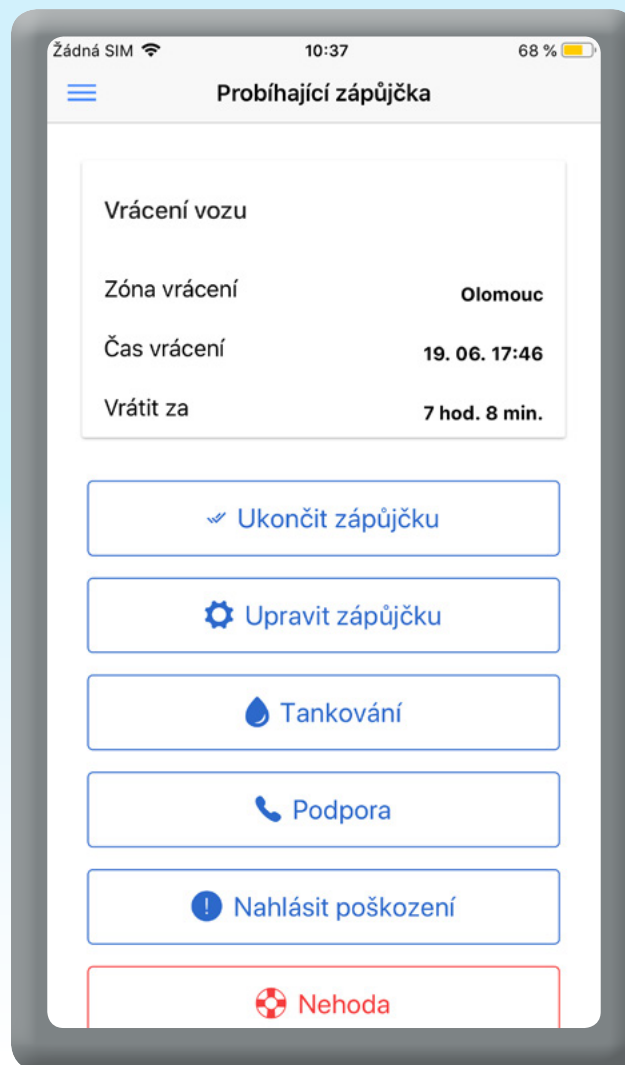 Žádná SIM 10:37 68 %
Probíhající zápůjčka
Vrácení vozu
Zóna vrácení Olomouc
Čas vrácení 19. 06. 17:46
Vrátit za 7 hod. 8 min.
Ukončit zápůjčku
Upravit zápůjčku
Tankování
Podpora
Nahlásit poškození
Nehoda